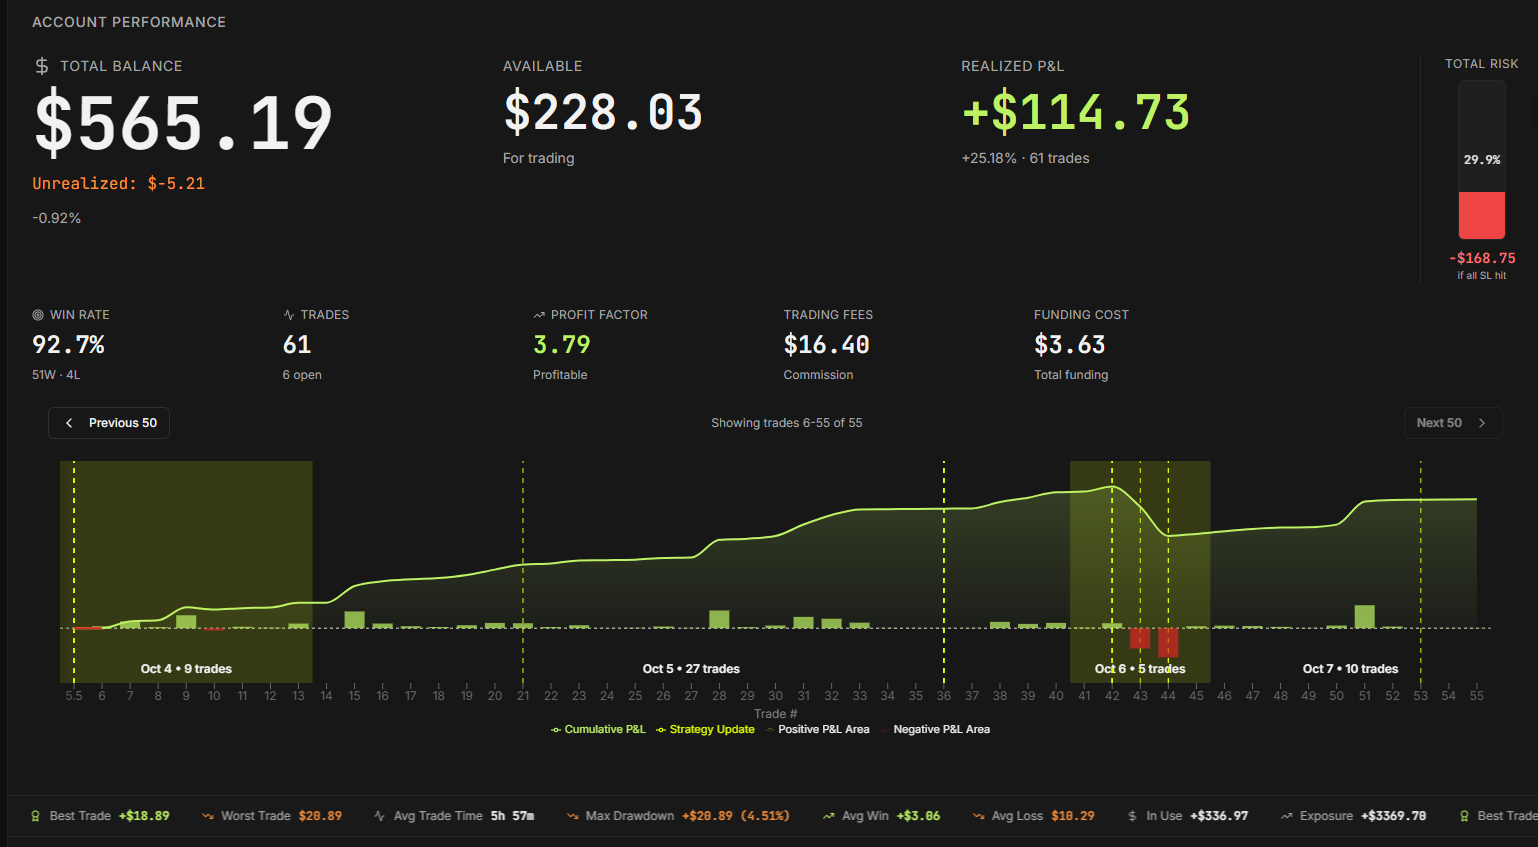 ACCOUNT PERFORMANCE
TOTAL BALANCE
$565.19
Unrealized: $-5.21
-0.92%
AVAILABLE
$228.03
For trading
REALIZED P&L
+$114.73
+25.18% · 61 trades
TOTAL RISK
29.9%
-$168.75
if all SL hit
WIN RATE
92.7%
51W · 4L
TRADES
61
6 open
PROFIT FACTOR
3.79
Profitable
TRADING FEES
$16.40
Commission
FUNDING COST
$3.63
Total funding
Previous 50
Showing trades 6-55 of 55
Next 50
Oct 4 • 9 trades
Oct 5 • 27 trades
Oct 6 • 5 trades
Oct 7 • 10 trades
5.5 6 7 8 9 10 11 12 13 14 15 16 17 18 19 20 21 22 23 24 25 26 27 28 29 30 31 32 33 34 35 36 37 38 39 40 41 42 43 44 45 46 47 48 49 50 51 52 53 54 55
Trade #
Cumulative P&L Strategy Update Positive P&L Area Negative P&L Area
Best Trade +$18.89 Worst Trade $20.89 Avg Trade Time 5h 57m Max Drawdown +$20.89 (4.51%) Avg Win +$3.06 Avg Loss $10.29 In Use +$336.97 Exposure +$3369.70 Best Trade